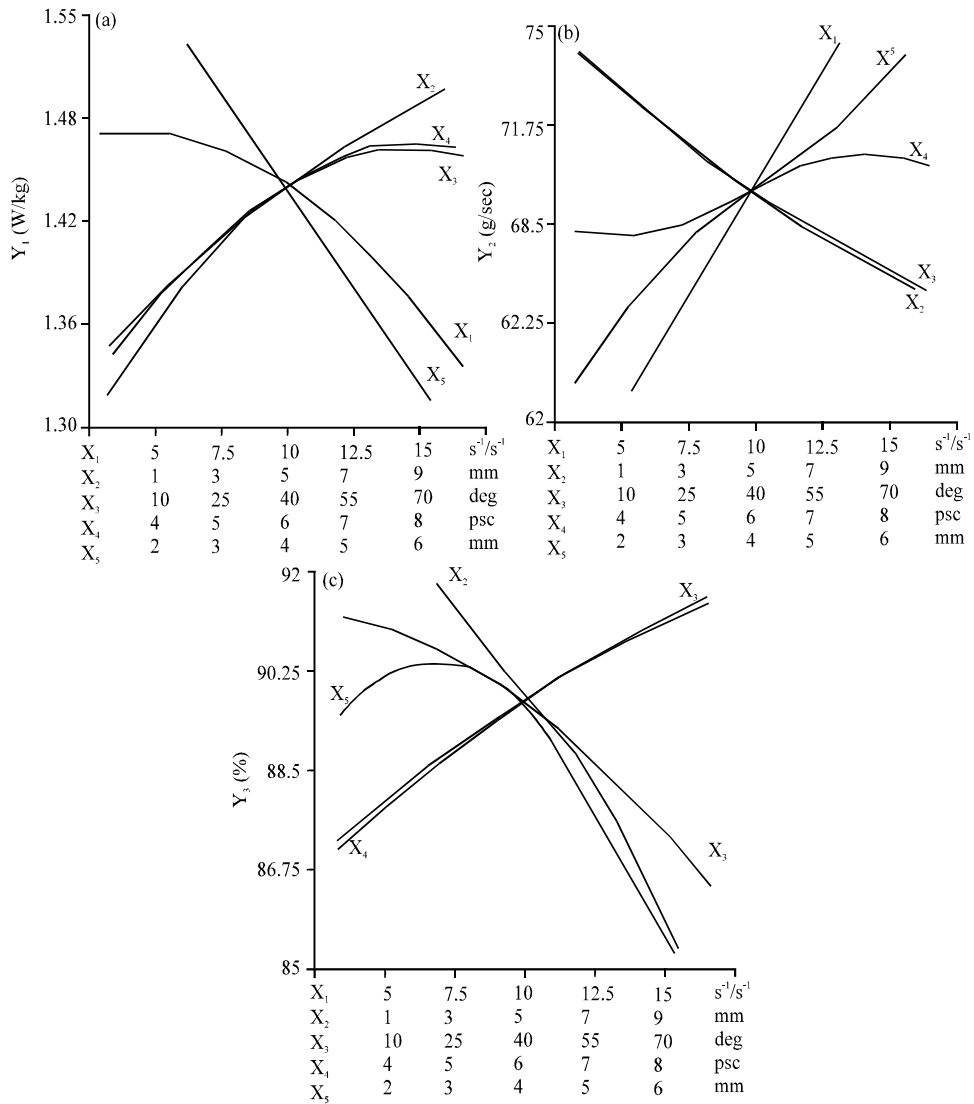 (a)
1.55
1.48
1.42
1.36
1.30
Y₁ (W/kg)
X₂
X₄
X₃
X₁
X₅
X₁ 5 7.5 10 12.5 15 s⁻¹/s⁻¹
X₂ 1 3 5 7 9 mm
X₃ 10 25 40 55 70 deg
X₄ 4 5 6 7 8 psc
X₅ 2 3 4 5 6 mm
(b)
75
71.75
68.5
62.25
62
Y₂ (g/sec)
X₁
X⁵
X₄
X₃
X₂
X₁ 5 7.5 10 12.5 15 s⁻¹/s⁻¹
X₂ 1 3 5 7 9 mm
X₃ 10 25 40 55 70 deg
X₄ 4 5 6 7 8 psc
X₅ 2 3 4 5 6 mm
(c)
92
90.25
88.5
86.75
85
Y₃ (%)
X₂
X₃
X₅
X₄
X₃
X₁ 5 7.5 10 12.5 15 s⁻¹/s⁻¹
X₂ 1 3 5 7 9 mm
X₃ 10 25 40 55 70 deg
X₄ 4 5 6 7 8 psc
X₅ 2 3 4 5 6 mm